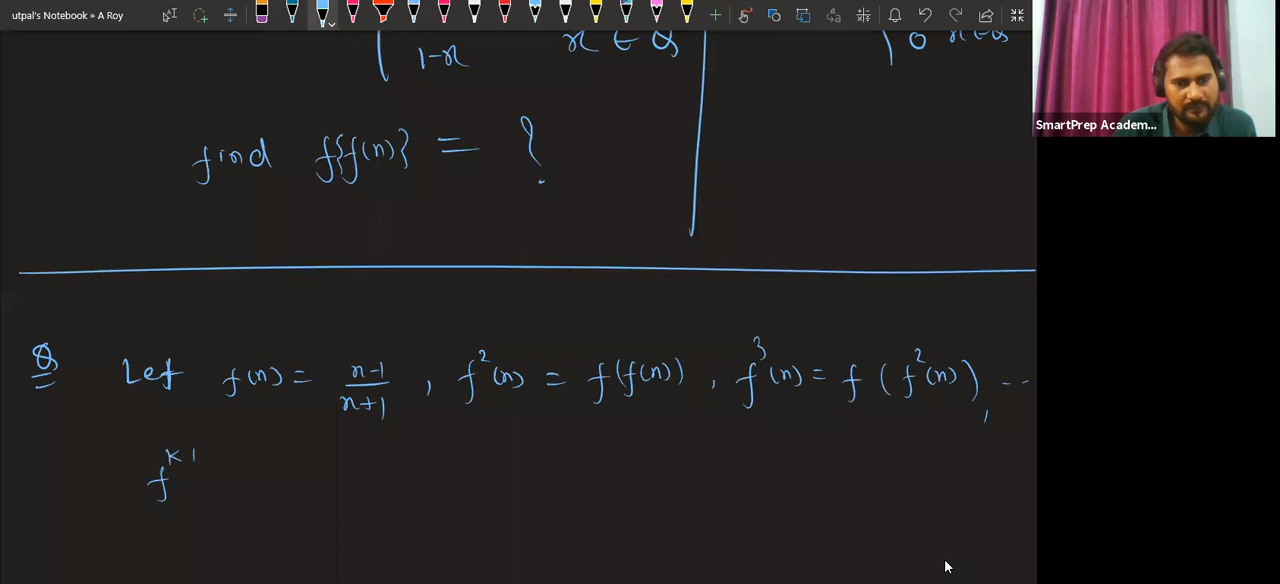 utpal's Notebook » A Roy
SmartPrep Academ...
1-x x ∈ Q
0 x∈Q
find f{f(x)} = ?
Q Let f(x) = x-1/x+1 , f²(x) = f(f(x)) , f³(x) = f (f²(x)) , --
f^K